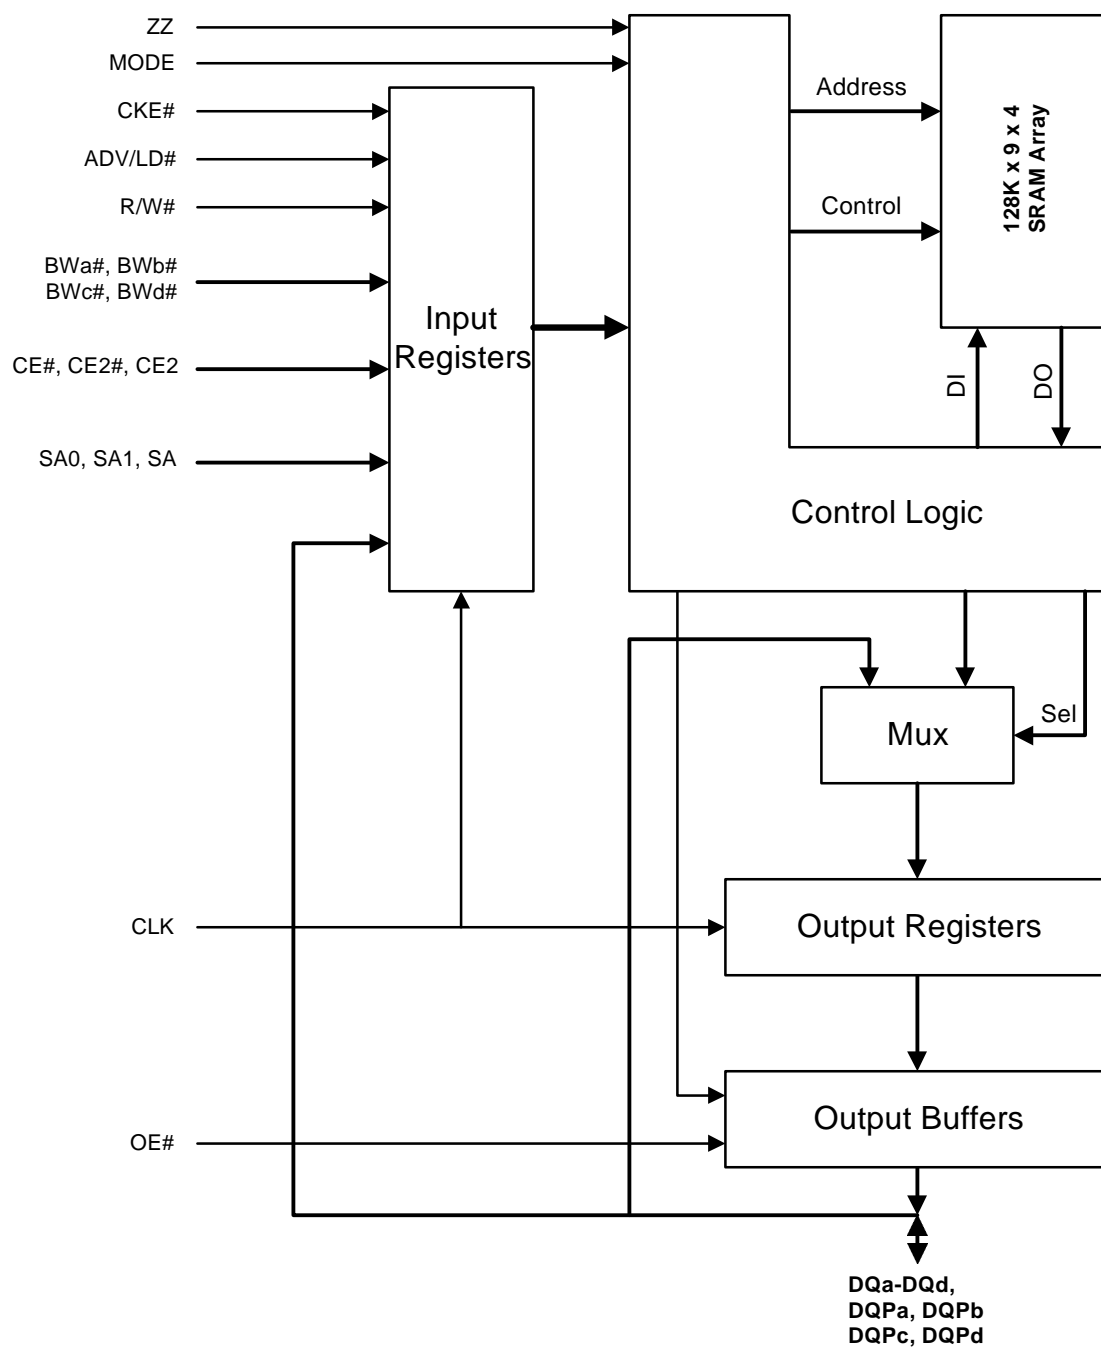 ZZ
MODE
CKE#
ADV/LD#
R/W#
BWa#, BWb#
BWc#, BWd#
CE#, CE2#, CE2
SA0, SA1, SA
Input
Registers
Address
Control
128K x 9 x 4
SRAM Array
DI
DO
Control Logic
Mux
Sel
CLK
Output Registers
OE#
Output Buffers
DQa-DQd,
DQPa, DQPb
DQPc, DQPd